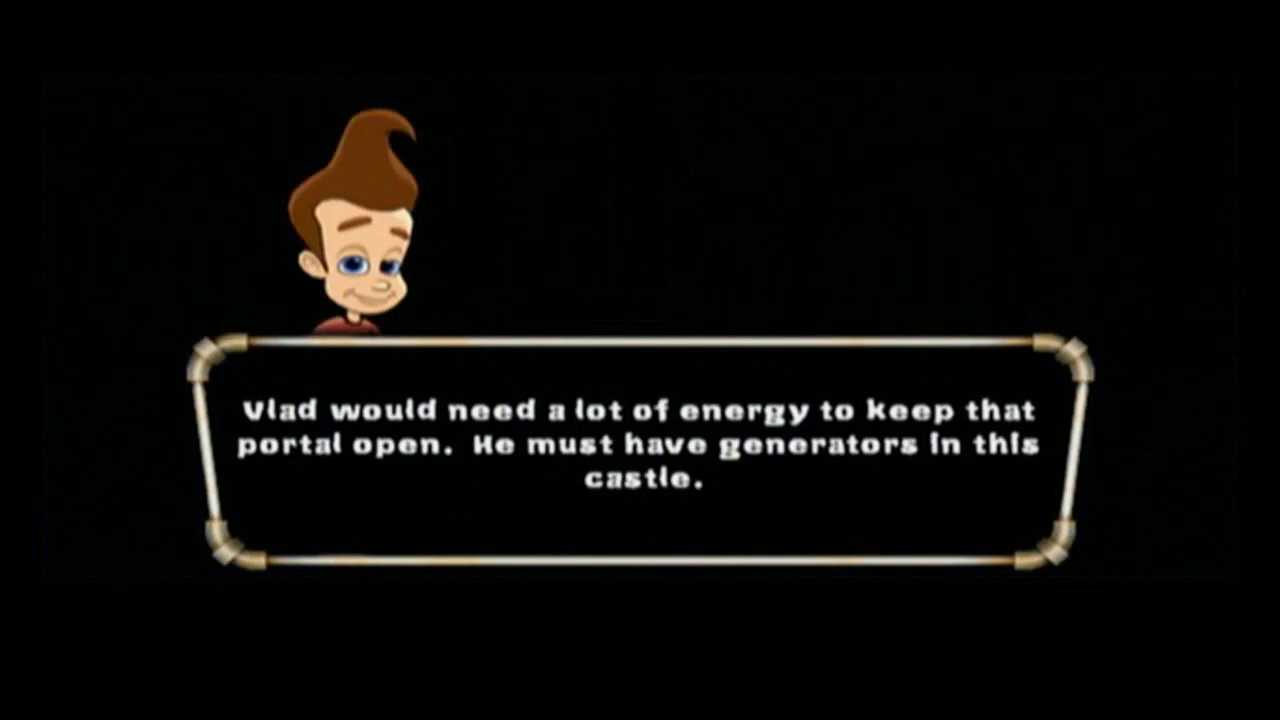 Vlad would need a lot of energy to keep that
portal open.  He must have generators in this
castle.